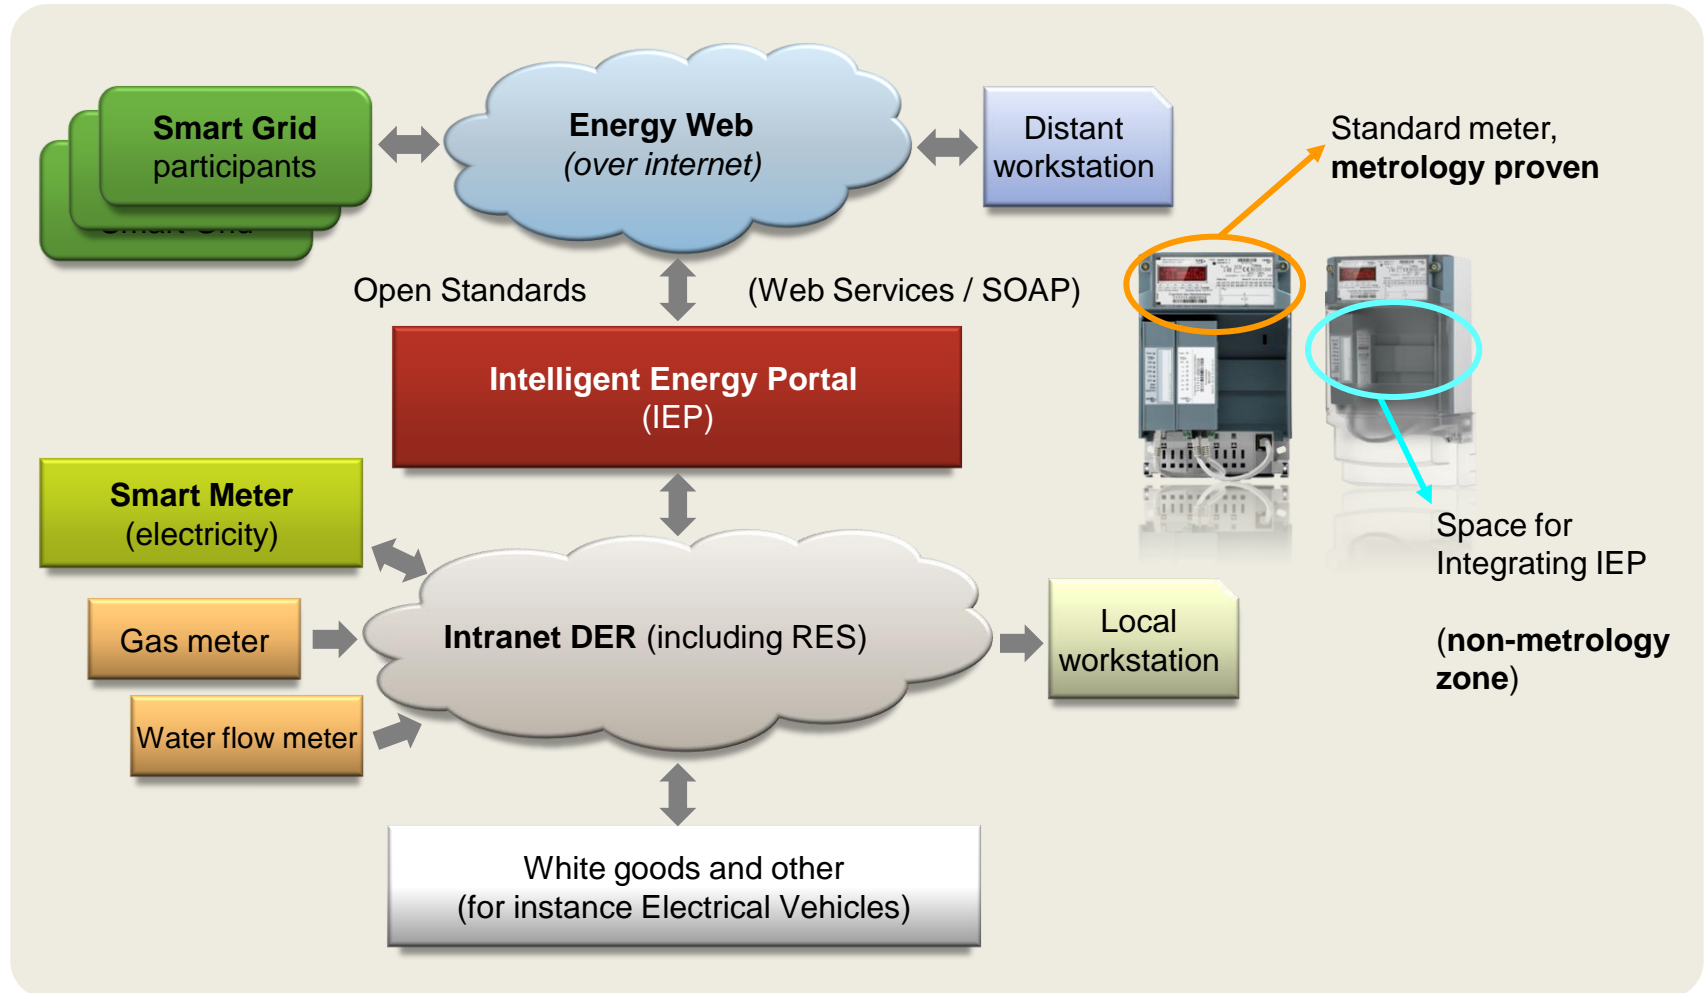 Smart Grid
participants
Smart Grid
Energy Web
(over internet)
Distant
workstation
Standard meter,
metrology proven
Open Standards
(Web Services / SOAP)
Intelligent Energy Portal
(IEP)
Smart Meter
(electricity)
Gas meter
Water flow meter
Intranet DER (including RES)
Local
workstation
Space for
Integrating IEP
(non-metrology
zone)
White goods and other
(for instance Electrical Vehicles)